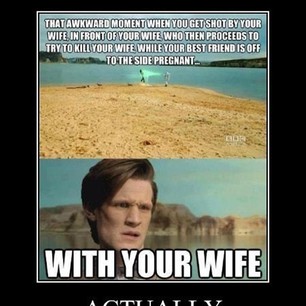 THAT AWKWARD MOMENT WHEN YOU GET SHOT BY YOUR
WIFE, IN FRONT OF YOUR WIFE, WHO THEN PROCEEDS TO
TRY TO KILL YOUR WIFE, WHILE YOUR BEST FRIEND IS OFF
TO THE SIDE PREGNANT...
BBC
WITH YOUR WIFE
ACTUALLY